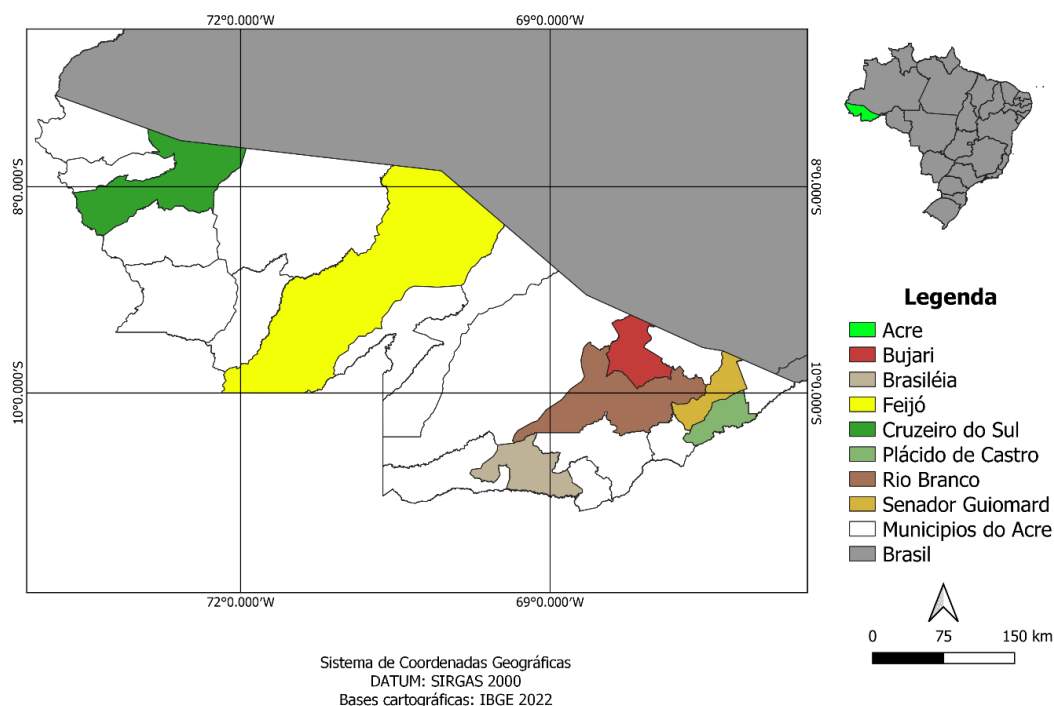 72°0.000'W
69°0.000'W
8°0.000'S
8°0.000'S
Legenda
Acre
Bujari
Brasiléia
Feijó
Cruzeiro do Sul
Plácido de Castro
Rio Branco
Senador Guiomard
Municipios do Acre
Brasil
10°0.000'S
10°0.000'S
72°0.000'W
69°0.000'W
0 75 150 km
Sistema de Coordenadas Geográficas
DATUM: SIRGAS 2000
Bases cartográficas: IBGE 2022